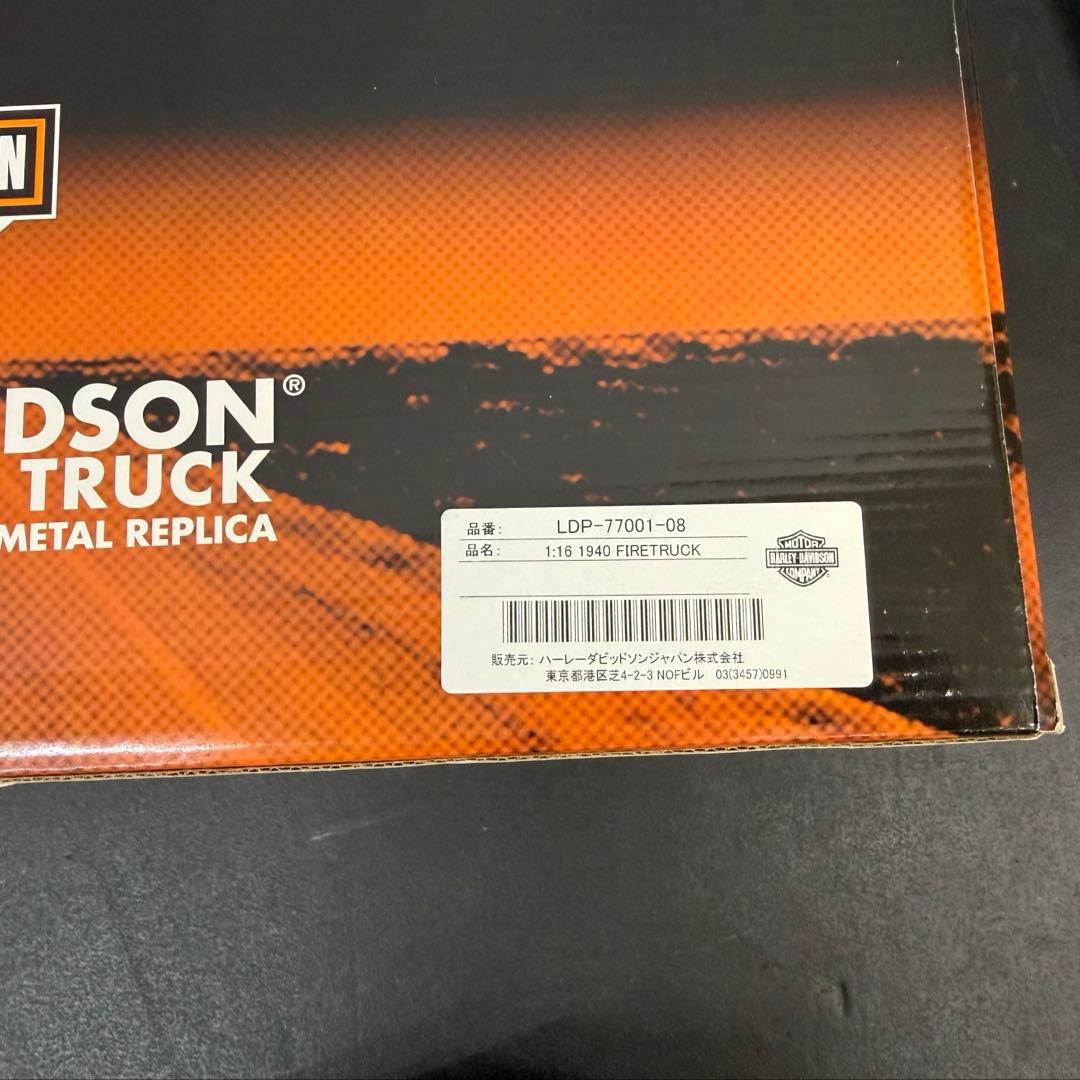 N
DSON®
TRUCK
METAL REPLICA
品番: LDP-77001-08
品名: 1:16 1940 FIRETRUCK
MOTOR
HARLEY DAVIDSON
COMPANY
販売元: ハーレーダビッドソンジャパン株式会社
東京都港区芝4-2-3 NOFビル 03(3457)0991